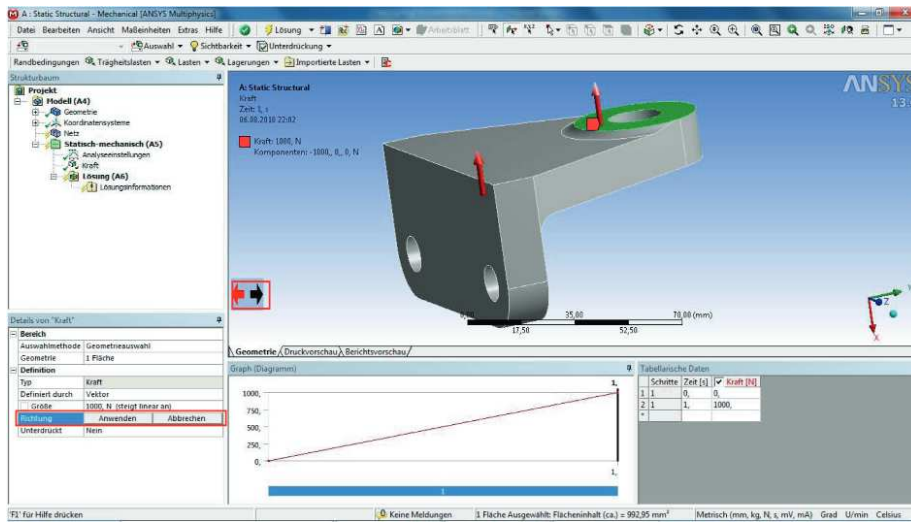 A : Static Structural - Mechanical [ANSYS Multiphysics]
Datei Bearbeiten Ansicht Maßeinheiten Extras Hilfe Lösung Arbeitsblatt
Auswahl Sichtbarkeit Unterdrückung
Randbedingungen Trägheitslasten Lasten Lagerungen Importierte Lasten
Strukturbaum
Projekt
Modell (A4)
Geometrie
Koordinatensysteme
Netz
Statisch-mechanisch (A5)
Analyseeinstellungen
Kraft
Lösung (A6)
Lösungsinformationen
A: Static Structural
Kraft
Zeit: 1, s
06.08.2010 22:02
Kraft: 1000, N
Komponenten: -1000,, 0,, 0, N
ANSYS
13.
0,00 35,00 70,00 (mm)
17,50 52,50
Y
Z
X
Geometrie Druckvorschau Berichtsvorschau
Details von "Kraft"
Bereich
Auswahlmethode Geometrieauswahl
Geometrie 1 Fläche
Definition
Typ Kraft
Definiert durch Vektor
Größe 1000, N (steigt linear an)
Richtung Anwenden Abbrechen
Unterdrückt Nein
Graph (Diagramm)
1,
1000,
750,
500,
250,
0,
1,
1
Tabellarische Daten
Schritte Zeit [s] Kraft [N]
1 1 0, 0,
2 1 1, 1000,
*
'F1' für Hilfe drücken Keine Meldungen 1 Fläche Ausgewählt: Flächeninhalt (ca.) = 992,95 mm² Metrisch (mm, kg, N, s, mV, mA) Grad U/min Celsius